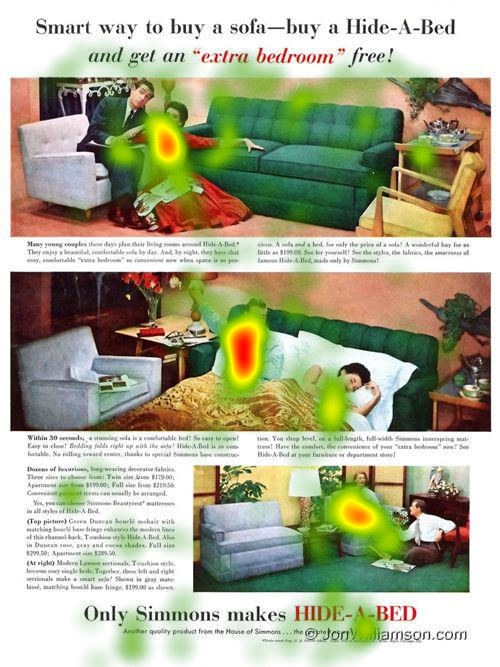 Smart way to buy a sofa—buy a Hide-A-Bed
and get an “extra bedroom” free!
Many young couples these days plan their living rooms around Hide-A-Bed.*
They enjoy a beautiful, comfortable sofa by day. And, by night, they have that
cozy, comfortable “extra bedroom” so convenient now when space is so pre-
cious. A sofa and a bed, for only the price of a sofa! A wonderful buy for as
little as $199.00. See for yourself! See the styles, the fabrics, the smartness of
famous Hide-A-Bed, made only by Simmons!
Within 30 seconds, a stunning sofa is a comfortable bed! So easy to open!
Easy to close! Bedding folds right up with the sofa! Hide-A-Bed is so com-
fortable. No rolling toward center, thanks to special Simmons base construc-
tion. You sleep level, on a full-length, full-width Simmons innerspring mat-
tress! Have the comfort, the convenience of your “extra bedroom” now! See
Hide-A-Bed at your furniture or department store!
Dozens of luxurious, long-wearing decorator-fabrics.
Three sizes to choose from: Twin size from $179.00;
Apartment size from $199.00; Full size from $219.50.
Convenient payment terms can usually be arranged.
Yes, you can choose Simmons Beautyrest* mattresses
in all styles of Hide-A-Bed.
(Top picture) Green Duncan bouclé mohair with
matching bouclé base fringe enhances the modern lines
of this channel-back, T-cushion style Hide-A-Bed. Also
in Duncan rose, gray and cocoa shades. Full size
$299.50; Apartment size $289.50.
(At right) Modern Lawson sectionals, T-cushion style,
become cozy single beds. Together, these left and right
sectionals make a smart sofa! Shown in gray mate-
lassé, matching bouclé base fringe. $199.00 as shown.
Only Simmons makes HIDE-A-BED
Another quality product from the House of Simmons . . . the
© JonWilliamson.com